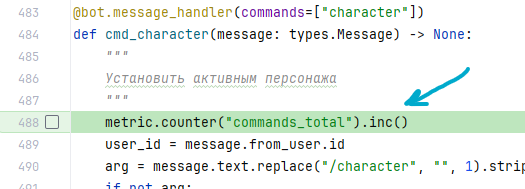 483 @bot.message_handler(commands=["character"])
484 def cmd_character(message: types.Message) -> None:
485 """
486 Установить активным персонажа
487 """
488 metric.counter("commands_total").inc()
489 user_id = message.from_user.id
490 arg = message.text.replace("/character", "", 1).strip
491 if not arg: